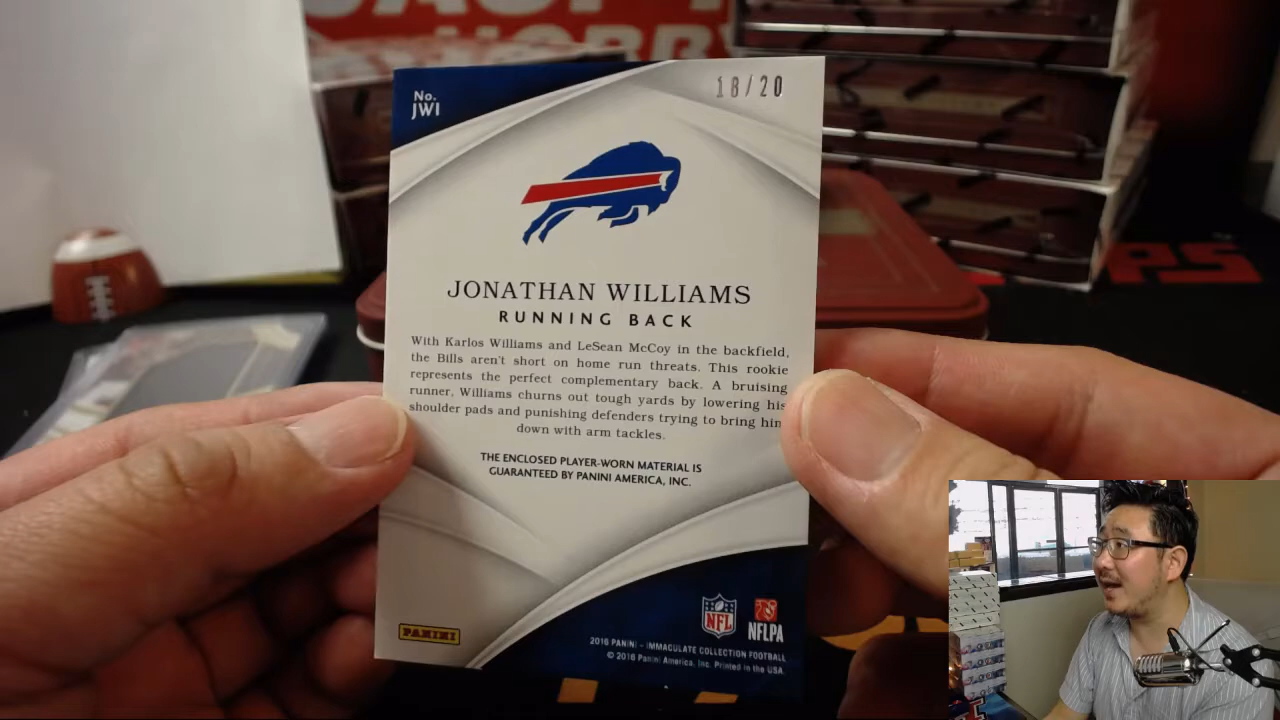 HOBBY
No.
JWI
18/20
JONATHAN WILLIAMS
RUNNING BACK
With Karlos Williams and LeSean McCoy in the backfield,
the Bills aren't short on home run threats. This rookie
represents the perfect complementary back. A bruising
runner, Williams churns out tough yards by lowering his
shoulder pads and punishing defenders trying to bring him
down with arm tackles.
THE ENCLOSED PLAYER-WORN MATERIAL IS
GUARANTEED BY PANINI AMERICA, INC.
PANINI
NFL
NFLPA
2016 PANINI - IMMACULATE COLLECTION FOOTBALL
© 2016 Panini America, Inc. Printed in the USA.